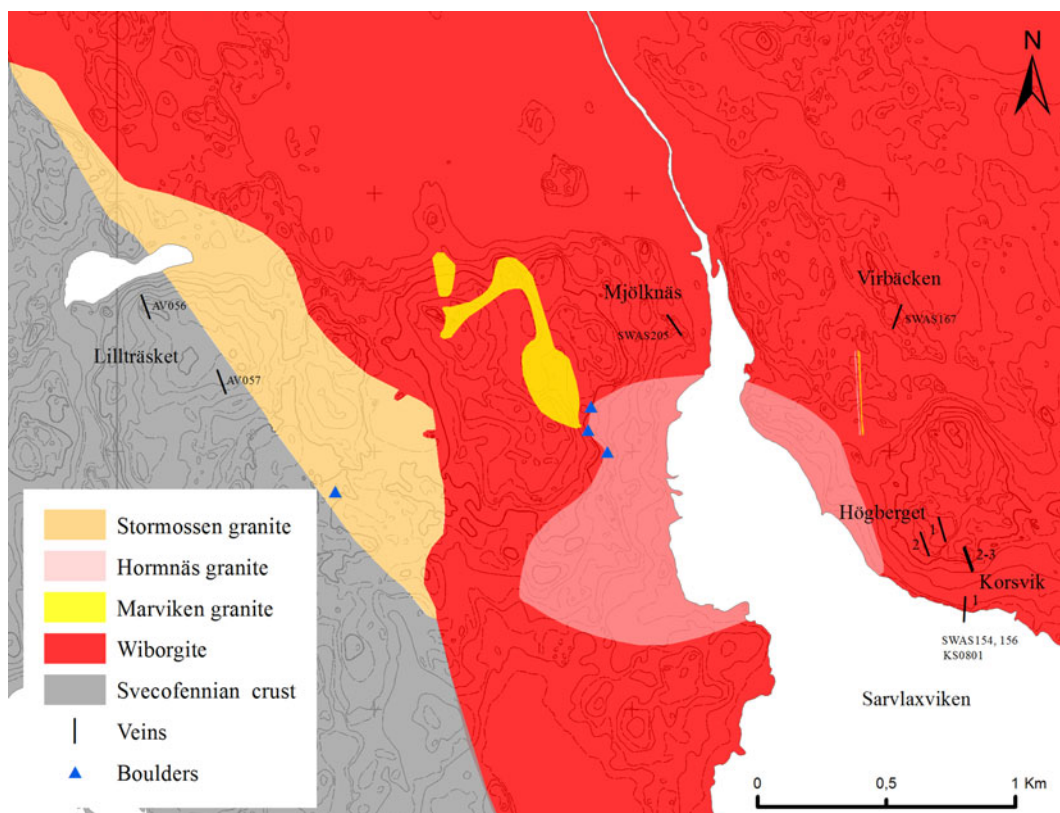 N
Virbäcken
Mjölknäs
AV056
SWAS167
SWAS205
Lillträsket
AV057
Högberget
1
2
2-3
Korsvik
1
SWAS154, 156
KS0801
Sarvlaxviken
Stormossen granite
Hormnäs granite
Marviken granite
Wiborgite
Svecofennian crust
Veins
Boulders
0 0,5 1 Km